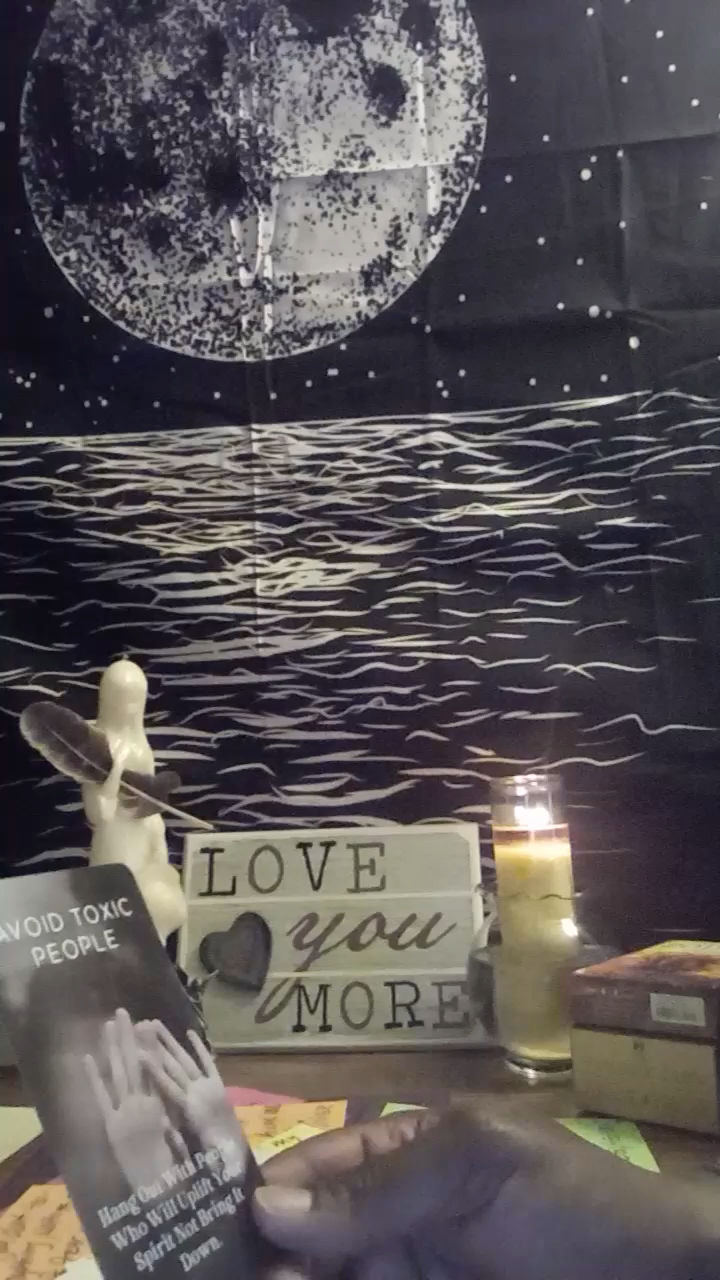 LOVE
you
MORE
AVOID TOXIC
PEOPLE
Hang Out With People
Who Will Uplift Your
Spirit Not Bring It
Down.